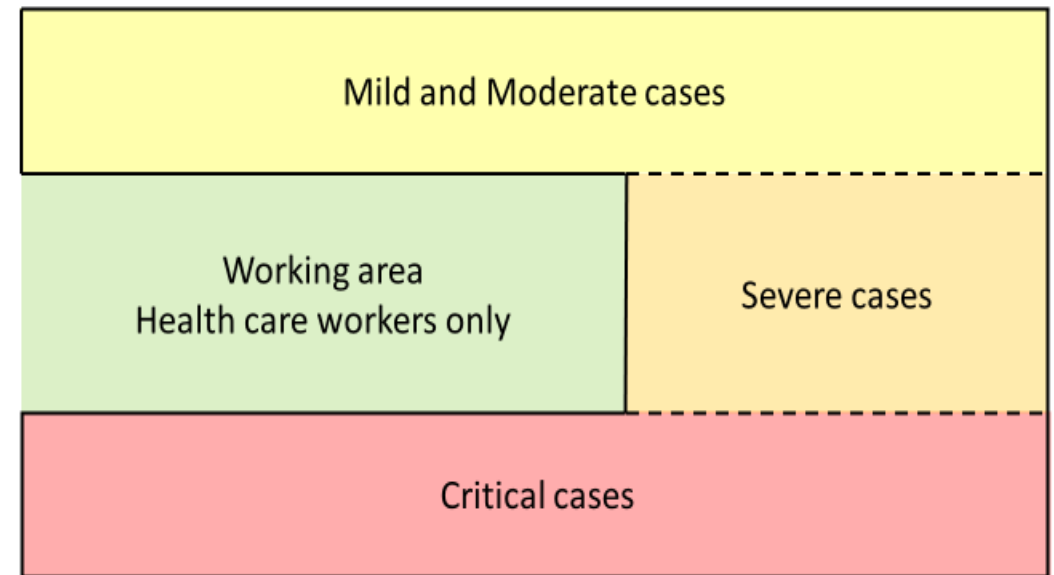 Mild and Moderate cases
Working area
Health care workers only
Severe cases
Critical cases